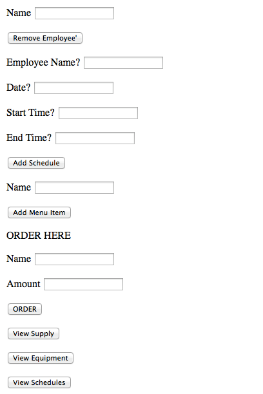 Name
Remove Employee'
Employee Name?
Date?
Start Time?
End Time?
Add Schedule
Name
Add Menu Item
ORDER HERE
Name
Amount
ORDER
View Supply
View Equipment
View Schedules